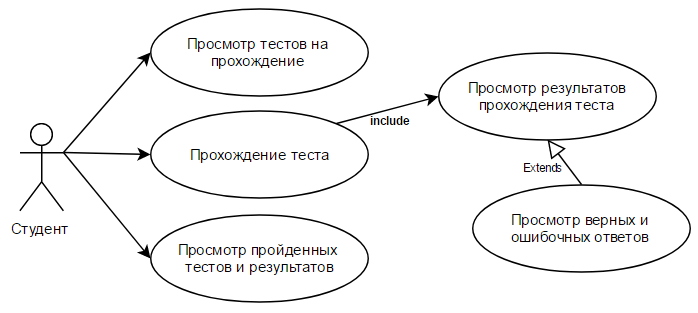 Просмотр тестов на
прохождение
Просмотр результатов
прохождения теста
include
Прохождение теста
Extends
Студент
Просмотр верных и
ошибочных ответов
Просмотр пройденных
тестов и результатов